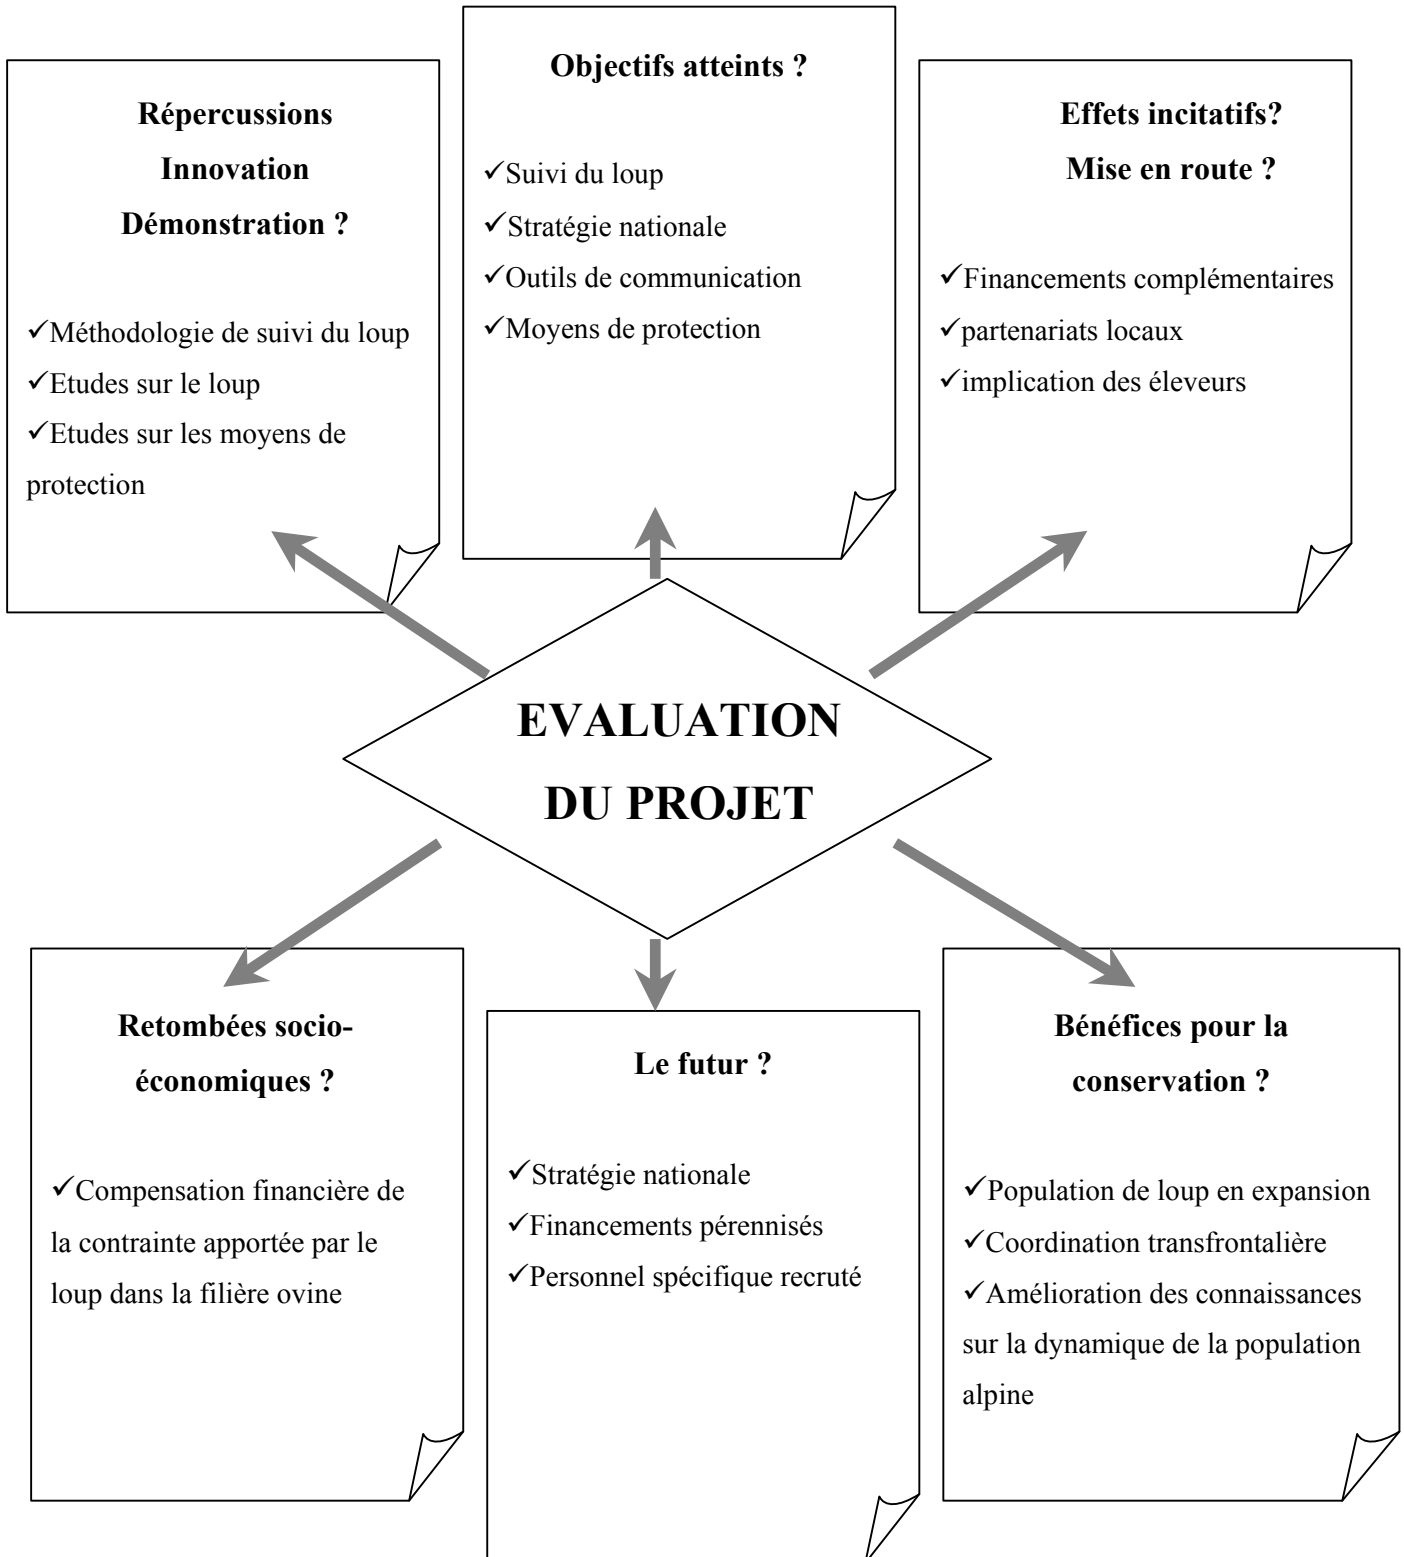 Répercussions
Innovation
Démonstration ?
✓Méthodologie de suivi du loup
✓Etudes sur le loup
✓Etudes sur les moyens de
protection
Objectifs atteints ?
✓Suivi du loup
✓Stratégie nationale
✓Outils de communication
✓Moyens de protection
Effets incitatifs?
Mise en route ?
✓Financements complémentaires
✓partenariats locaux
✓implication des éleveurs
EVALUATION
DU PROJET
Retombées socio-
économiques ?
✓Compensation financière de
la contrainte apportée par le
loup dans la filière ovine
Le futur ?
✓Stratégie nationale
✓Financements pérennisés
✓Personnel spécifique recruté
Bénéfices pour la
conservation ?
✓Population de loup en expansion
✓Coordination transfrontalière
✓Amélioration des connaissances
sur la dynamique de la population
alpine